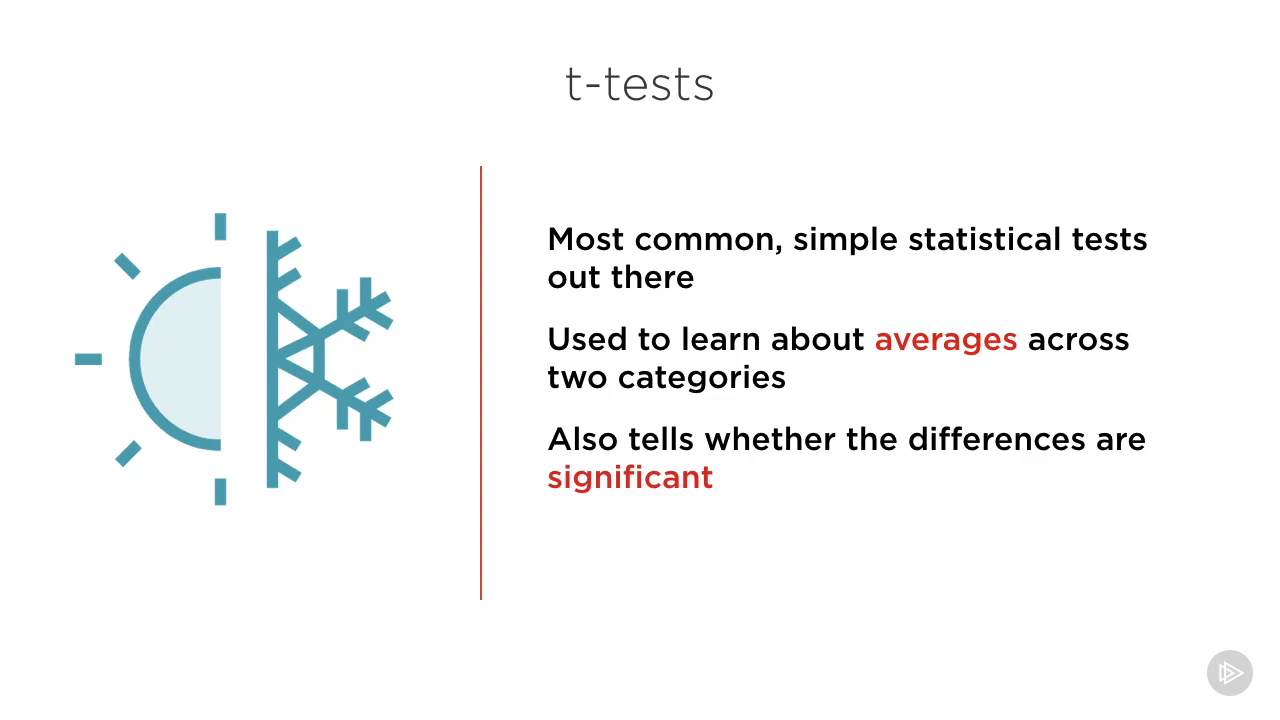 t-tests
Most common, simple statistical tests
out there
Used to learn about averages across
two categories
Also tells whether the differences are
significant